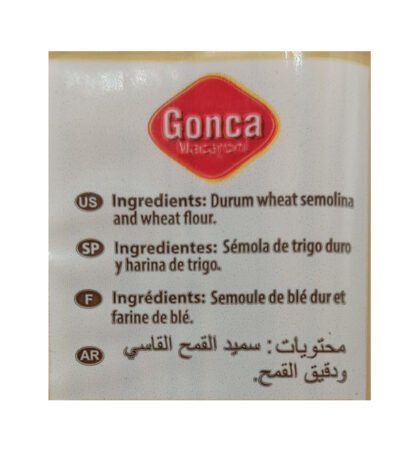 Gonca
Macaroni
US Ingredients: Durum wheat semolina
and wheat flour.
SP Ingredientes: Sémola de trigo duro
y harina de trigo.
F Ingrédients: Semoule de blé dur et
farine de blé.
AR محتويات: سميد القمح القاسي
ودقيق القمح.